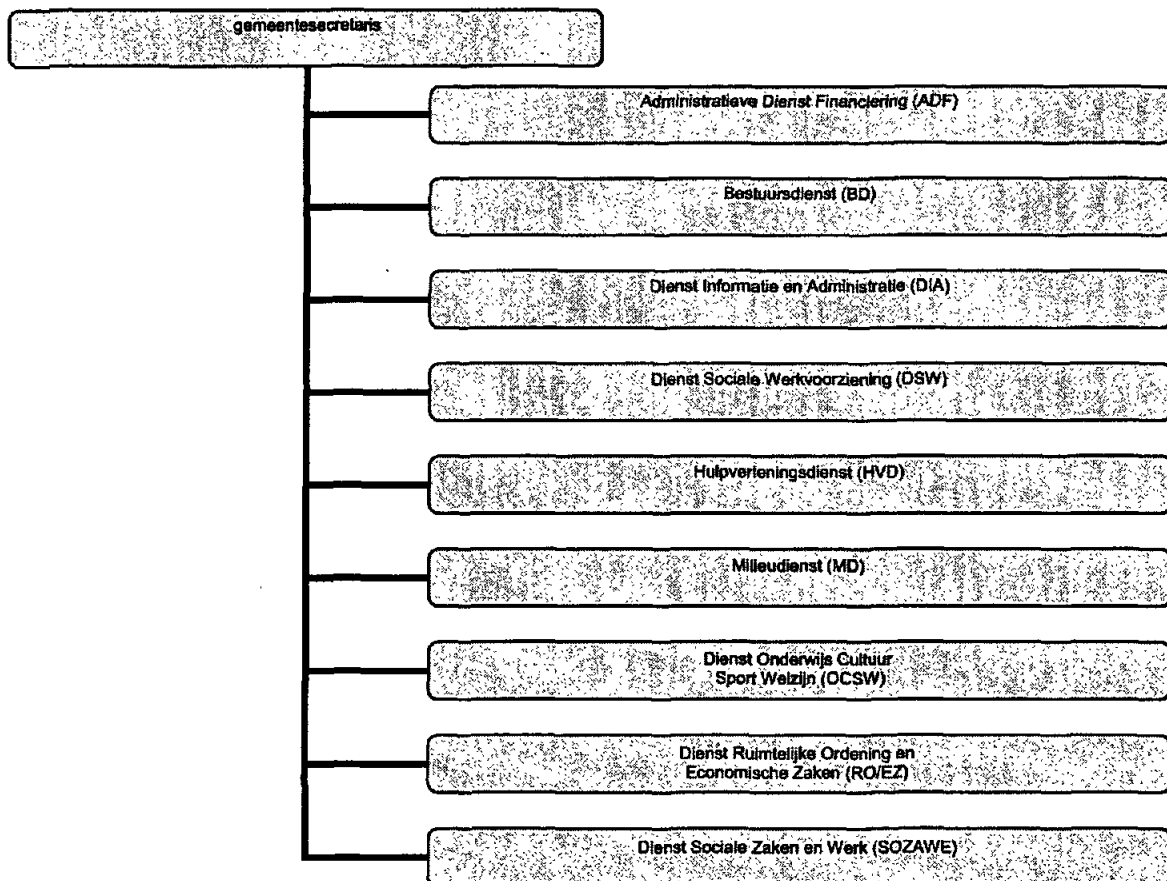 gemeentesecretaris
Administratieve Dienst Financiering (ADF)
Bestuursdienst (BD)
Dienst Informatie en Administratie (DIA)
Dienst Sociale Werkvoorziening (DSW)
Hulpverleningsdienst (HVD)
Milieudienst (MD)
Dienst Onderwijs Cultuur
Sport Welzijn (OCSW)
Dienst Ruimtelijke Ordening en
Economische Zaken (RO/EZ)
Dienst Sociale Zaken en Werk (SOZAWE)